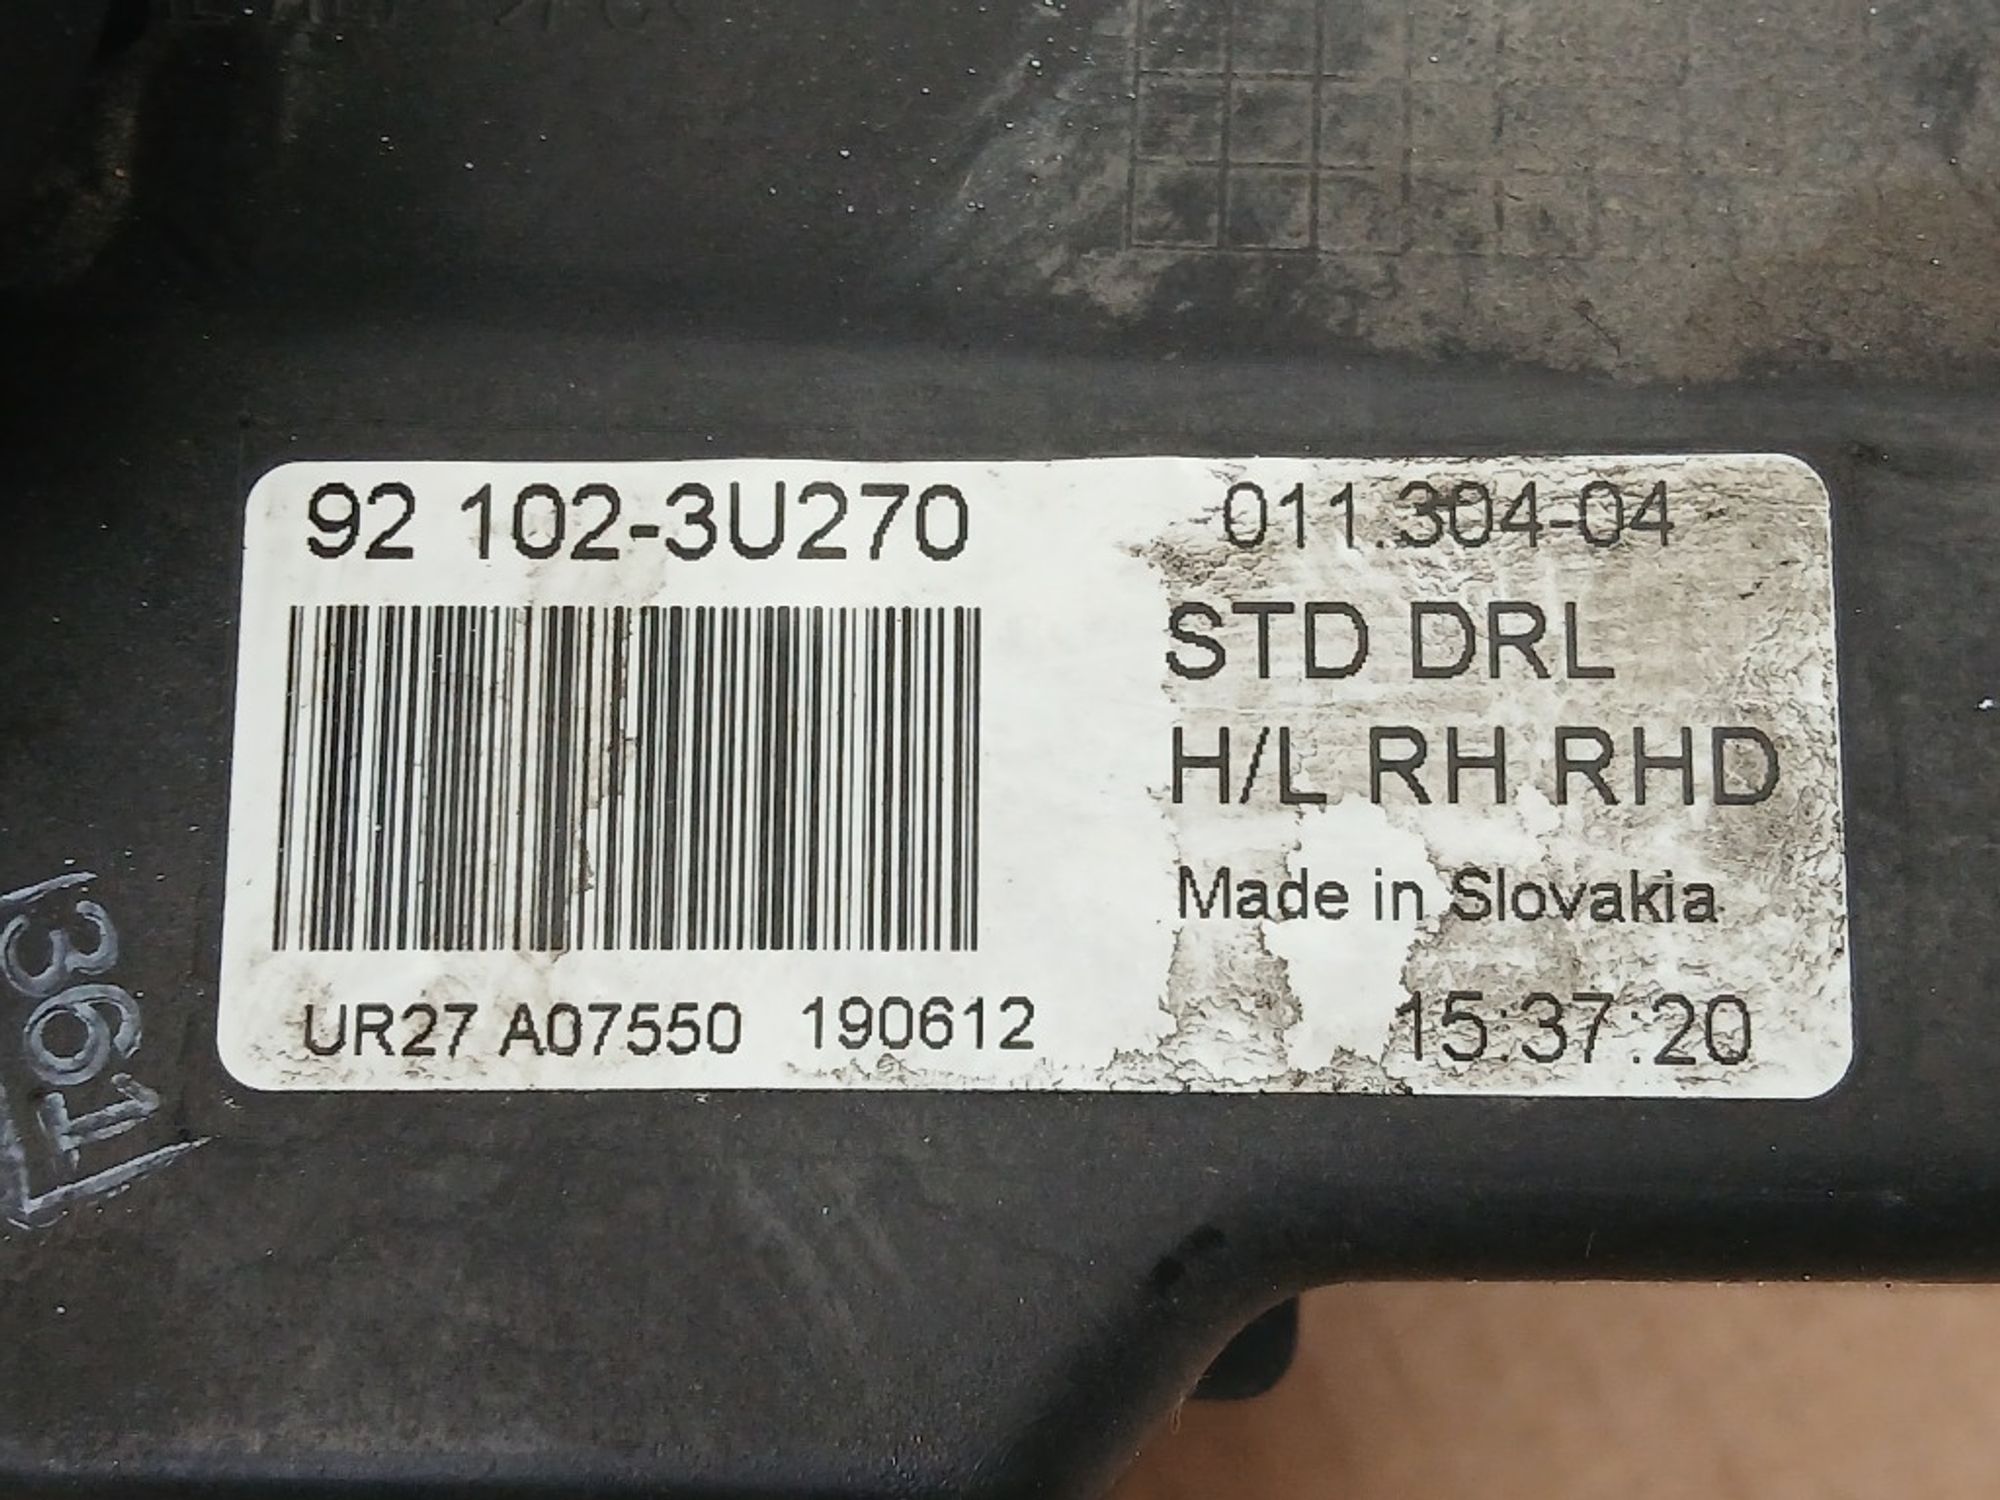 92 102-3U270
011.304-04
STD DRL
H/L RH RHD
Made in Slovakia
UR27 A07550 190612
15:37:20
361